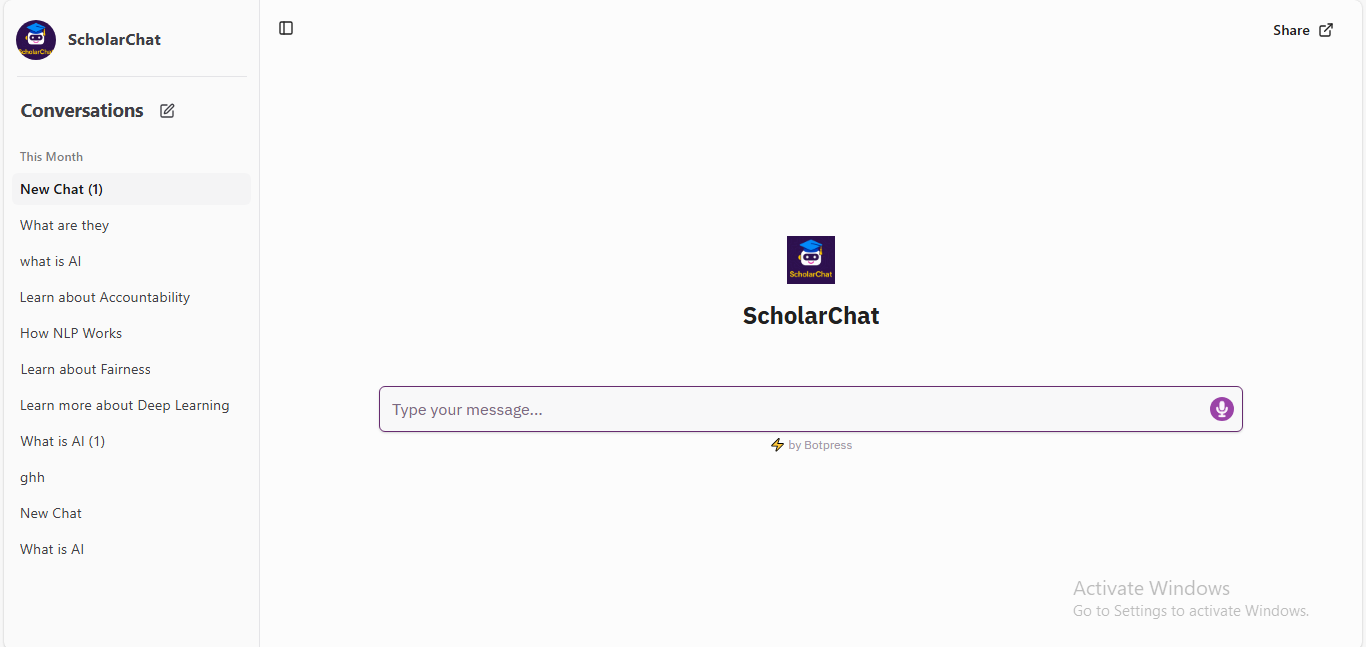 ScholarChat
ScholarChat
Conversations
This Month
New Chat (1)
What are they
what is AI
Learn about Accountability
How NLP Works
Learn about Fairness
Learn more about Deep Learning
What is AI (1)
ghh
New Chat
What is AI
Share
ScholarChat
ScholarChat
Type your message...
by Botpress
Activate Windows
Go to Settings to activate Windows.